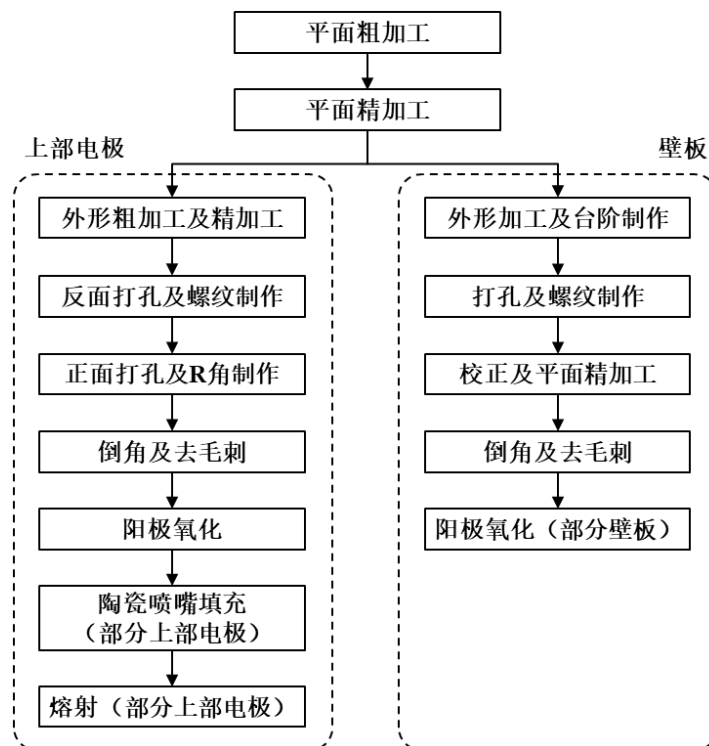 平面粗加工
平面精加工
上部电极
外形粗加工及精加工
反面打孔及螺纹制作
正面打孔及R角制作
倒角及去毛刺
阳极氧化
陶瓷喷嘴填充
（部分上部电极）
熔射（部分上部电极）
壁板
外形加工及台阶制作
打孔及螺纹制作
校正及平面精加工
倒角及去毛刺
阳极氧化（部分壁板）